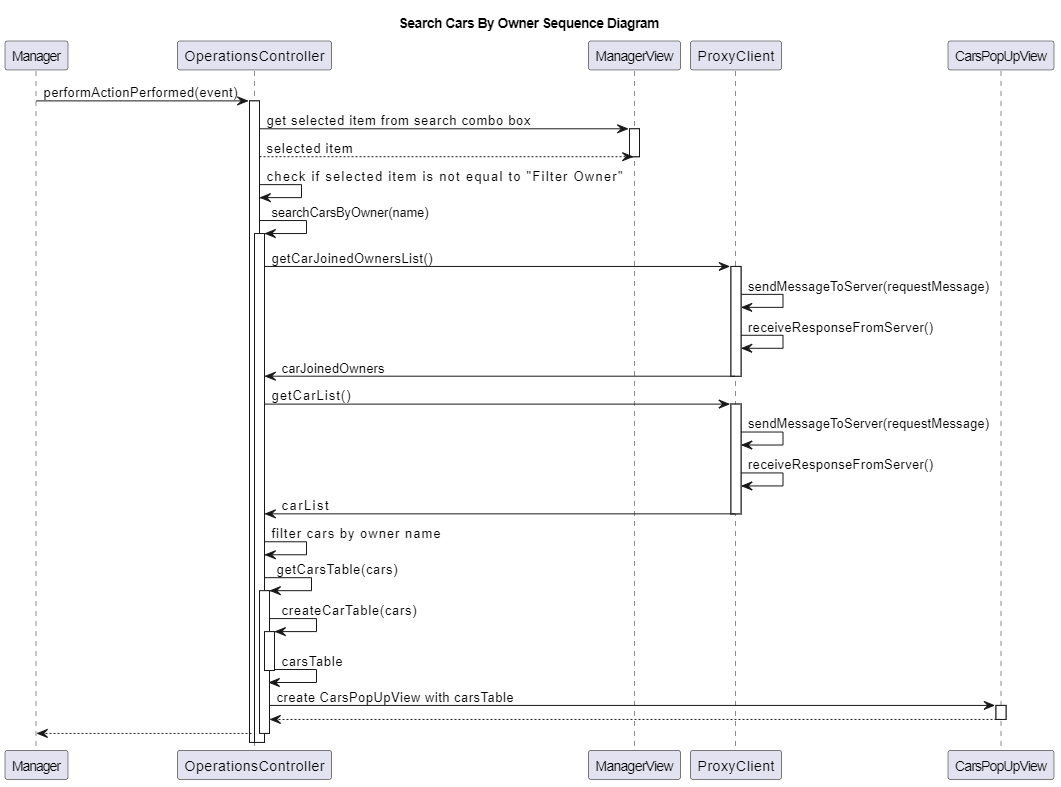 Search Cars By Owner Sequence Diagram
Manager
OperationsController
ManagerView
ProxyClient
CarsPopUpView
performActionPerformed(event)
get selected item from search combo box
selected item
check if selected item is not equal to "Filter Owner"
searchCarsByOwner(name)
getCarJoinedOwnersList()
sendMessageToServer(requestMessage)
receiveResponseFromServer()
carJoinedOwners
getCarList()
sendMessageToServer(requestMessage)
receiveResponseFromServer()
carList
filter cars by owner name
getCarsTable(cars)
createCarTable(cars)
carsTable
create CarsPopUpView with carsTable
Manager
OperationsController
ManagerView
ProxyClient
CarsPopUpView